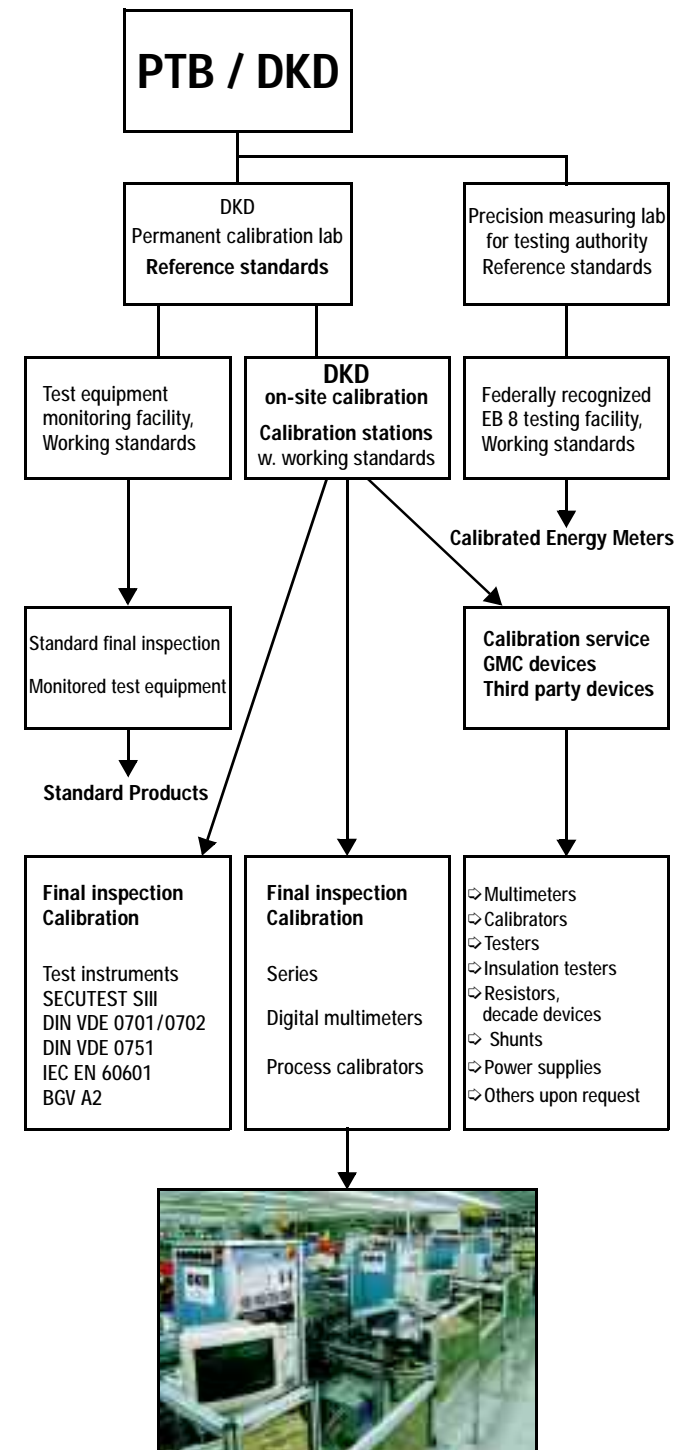 PTB / DKD
DKD
Permanent calibration lab
Reference standards
Precision measuring lab
for testing authority
Reference standards
Test equipment
monitoring facility,
Working standards
DKD
on-site calibration
Calibration stations
w. working standards
Federally recognized
EB 8 testing facility,
Working standards
Calibrated Energy Meters
Standard final inspection
Monitored test equipment
Calibration service
GMC devices
Third party devices
Standard Products
Final inspection
Calibration
Test instruments
SECUTEST SIII
DIN VDE 0701/0702
DIN VDE 0751
IEC EN 60601
BGV A2
Final inspection
Calibration
Series
Digital multimeters
Process calibrators
➩ Multimeters
➩ Calibrators
➩ Testers
➩ Insulation testers
➩ Resistors,
decade devices
➩ Shunts
➩ Power supplies
➩ Others upon request
DKD
DKD